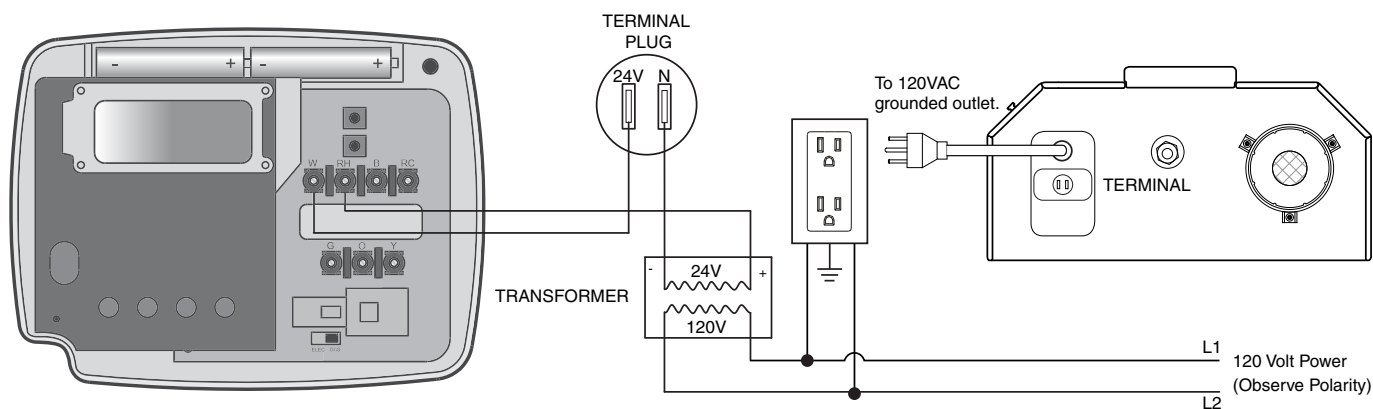 TERMINAL
PLUG
24V N
- + - +
W RH B RC
G O Y
ELEC G/O
TRANSFORMER
- 24V +
120V
To 120VAC
grounded outlet.
TERMINAL
L1
120 Volt Power
(Observe Polarity)
L2